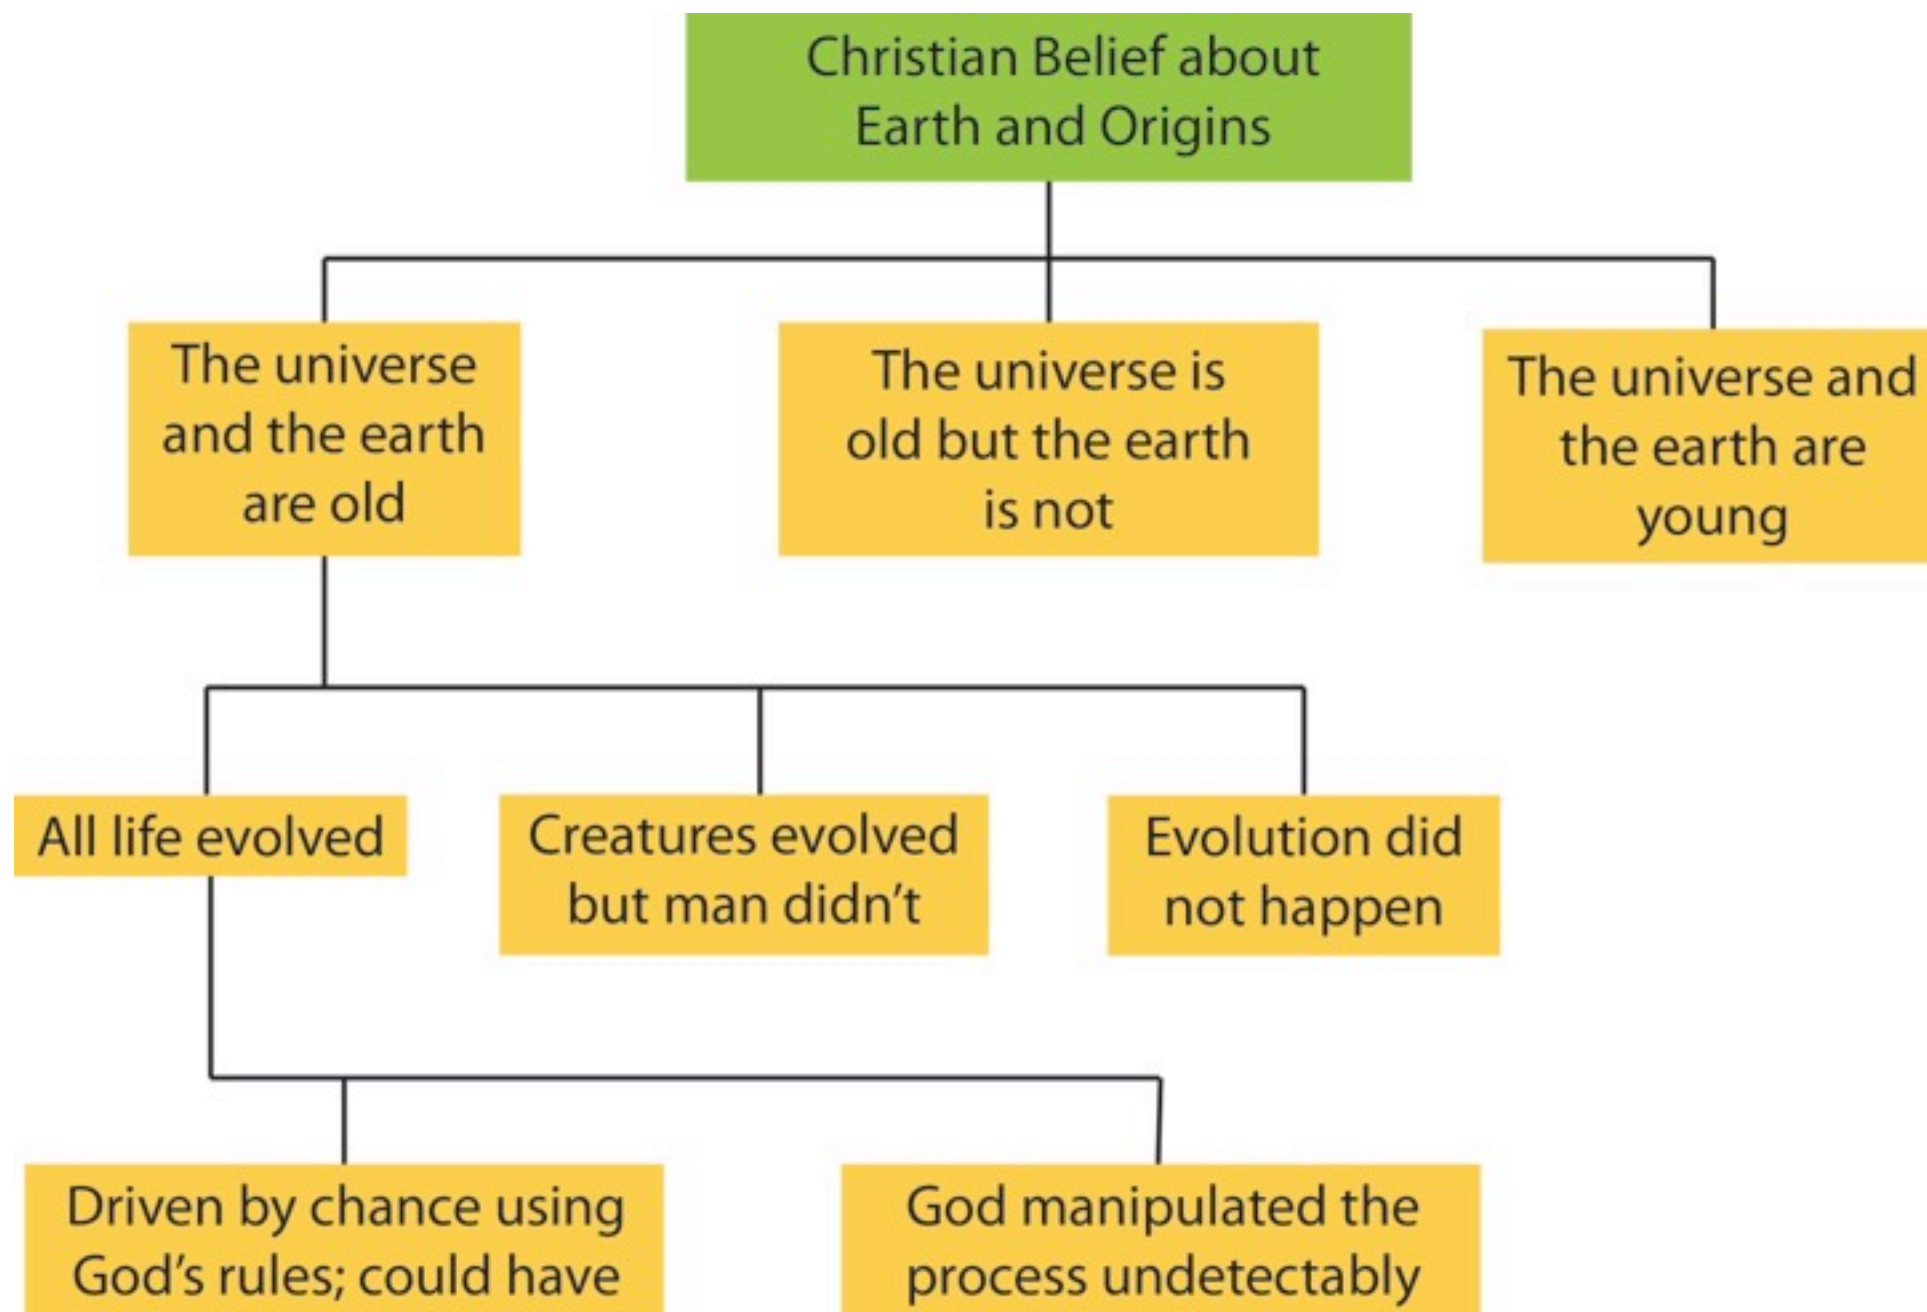 Christian Belief about
Earth and Origins
The universe
and the earth
are old
The universe is
old but the earth
is not
The universe and
the earth are
young
All life evolved
Creatures evolved
but man didn’t
Evolution did
not happen
Driven by chance using
God’s rules; could have
God manipulated the
process undetectably